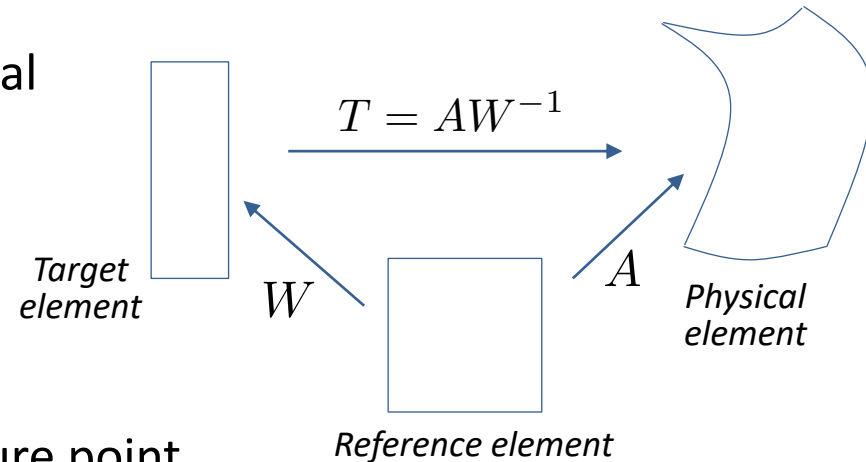 al
T = AW⁻¹
Target
element
W
A
Physical
element
Reference element